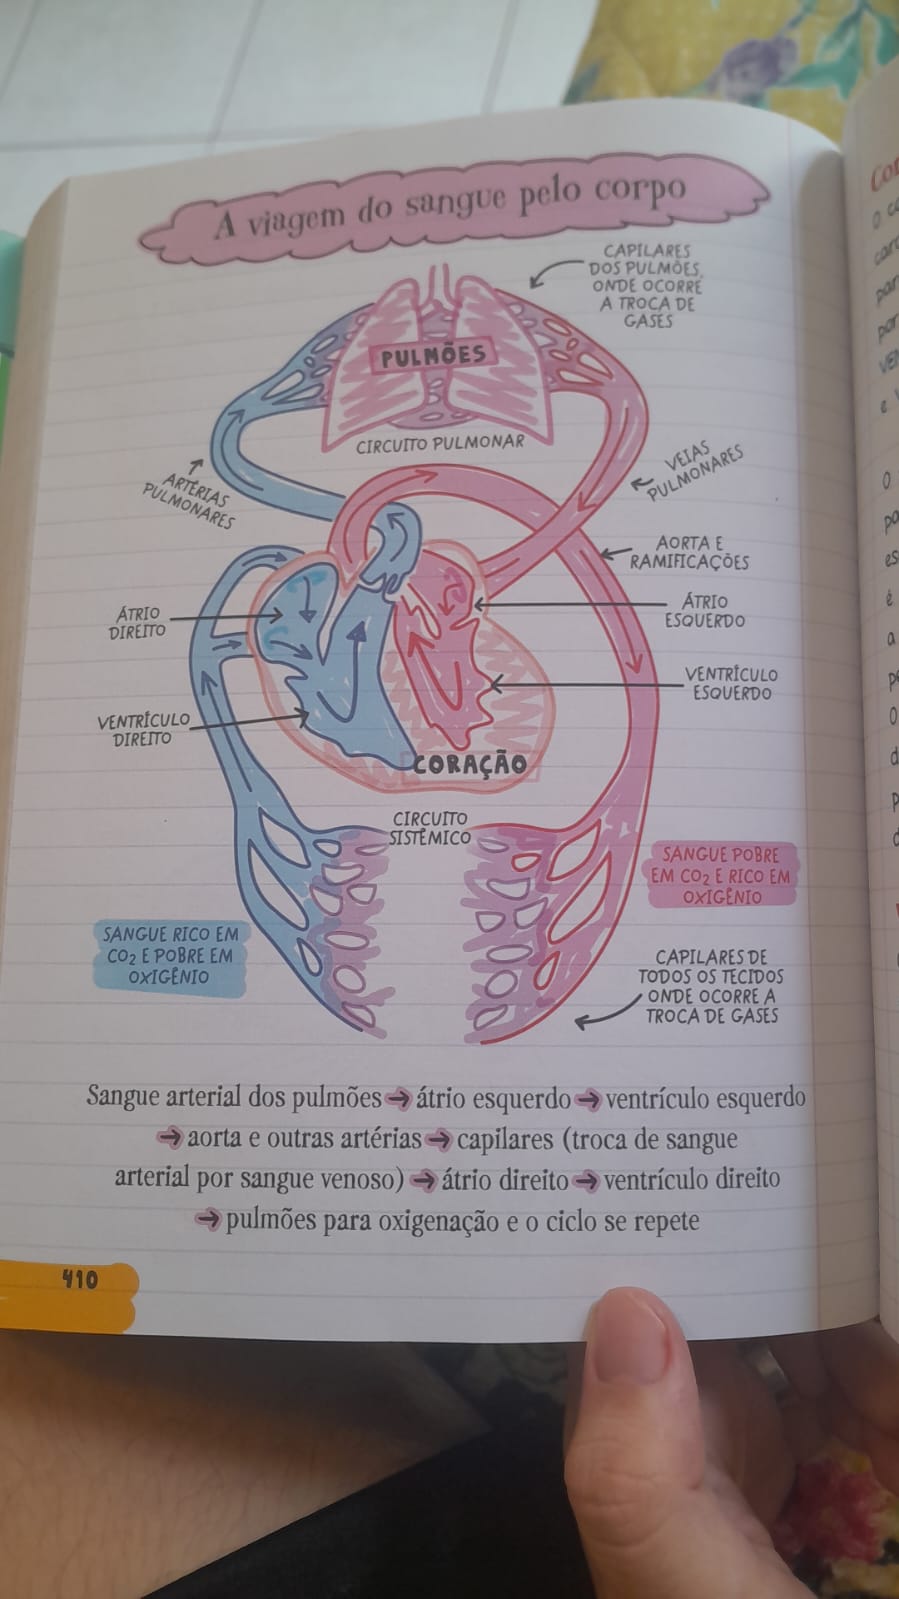 A viagem do sangue pelo corpo
CAPILARES
DOS PULMÕES,
ONDE OCORRE
A TROCA DE
GASES
PULMÕES
CIRCUITO PULMONAR
ARTÉRIAS
PULMONARES
VEIAS
PULMONARES
AORTA E
RAMIFICAÇÕES
ÁTRIO
DIREITO
ÁTRIO
ESQUERDO
VENTRÍCULO
ESQUERDO
VENTRÍCULO
DIREITO
CORAÇÃO
CIRCUITO
SISTÊMICO
SANGUE POBRE
EM CO₂ E RICO EM
OXIGÊNIO
SANGUE RICO EM
CO₂ E POBRE EM
OXIGÊNIO
CAPILARES DE
TODOS OS TECIDOS
ONDE OCORRE A
TROCA DE GASES
Sangue arterial dos pulmões → átrio esquerdo → ventrículo esquerdo
→ aorta e outras artérias → capilares (troca de sangue
arterial por sangue venoso) → átrio direito → ventrículo direito
→ pulmões para oxigenação e o ciclo se repete
410